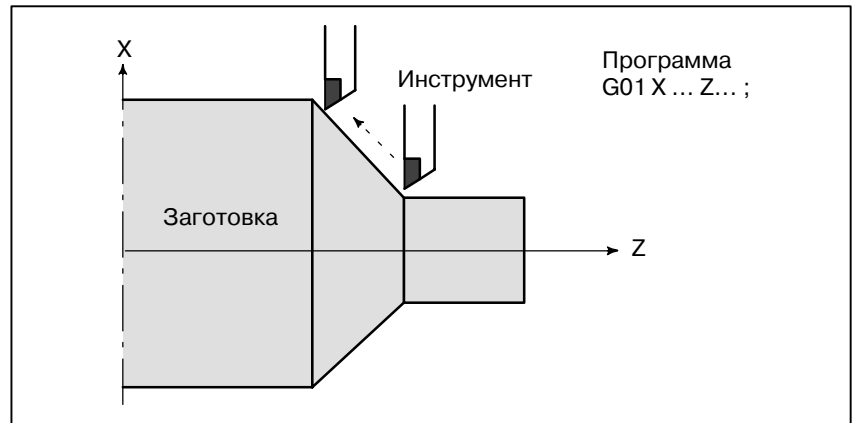 X
Инструмент
Программа
G01 X ... Z... ;
Заготовка
Z